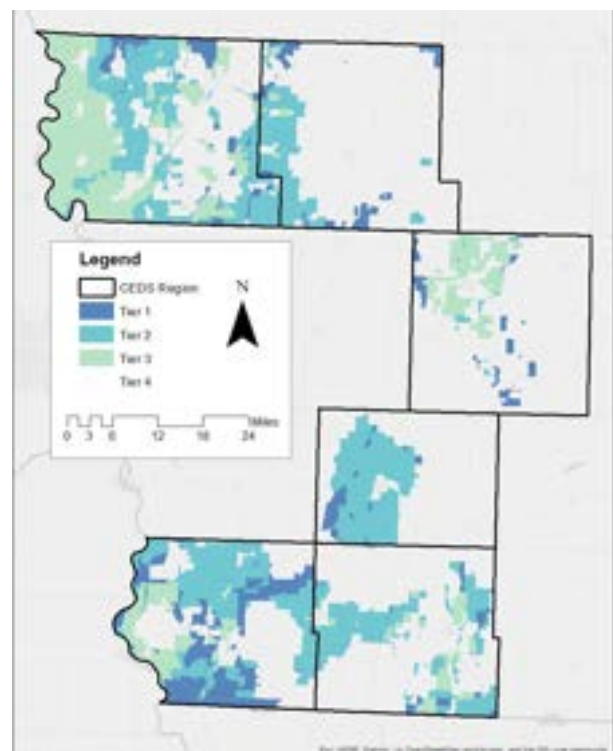 Legend
CEDS Region
N
Tier 1
Tier 2
Tier 3
Tier 4
Miles
0 3 6 12 18 24